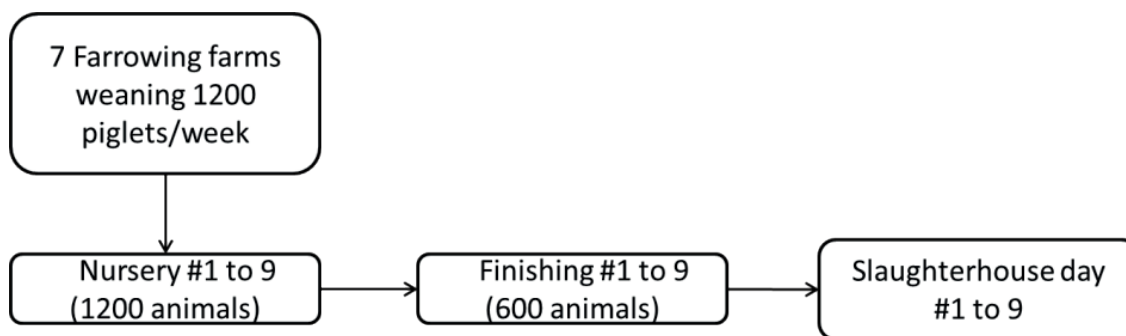 7 Farrowing farms
weaning 1200
piglets/week
Nursery #1 to 9
(1200 animals)
Finishing #1 to 9
(600 animals)
Slaughterhouse day
#1 to 9